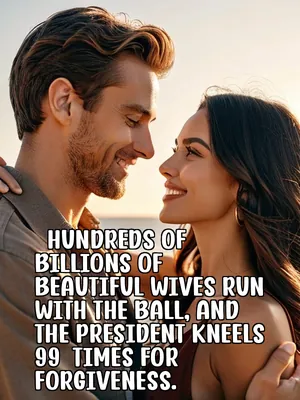 HUNDREDS OF
BILLIONS OF
BEAUTIFUL WIVES RUN
WITH THE BALL, AND
THE PRESIDENT KNEELS
99 TIMES FOR
FORGIVENESS.